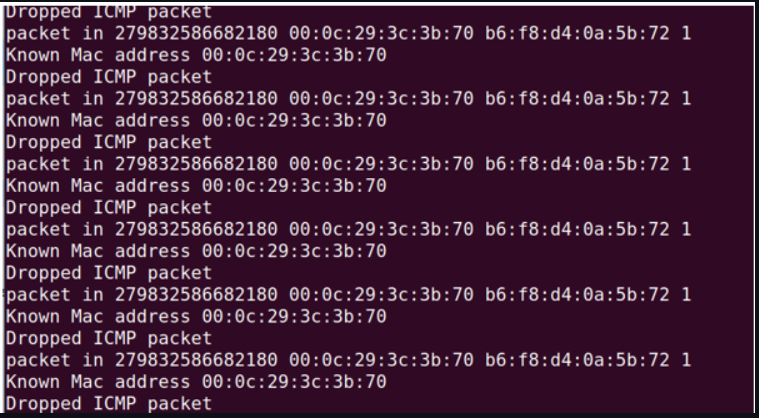 Dropped ICMP packet
packet in 279832586682180 00:0c:29:3c:3b:70 b6:f8:d4:0a:5b:72 1
Known Mac address 00:0c:29:3c:3b:70
Dropped ICMP packet
packet in 279832586682180 00:0c:29:3c:3b:70 b6:f8:d4:0a:5b:72 1
Known Mac address 00:0c:29:3c:3b:70
Dropped ICMP packet
packet in 279832586682180 00:0c:29:3c:3b:70 b6:f8:d4:0a:5b:72 1
Known Mac address 00:0c:29:3c:3b:70
Dropped ICMP packet
packet in 279832586682180 00:0c:29:3c:3b:70 b6:f8:d4:0a:5b:72 1
Known Mac address 00:0c:29:3c:3b:70
Dropped ICMP packet
packet in 279832586682180 00:0c:29:3c:3b:70 b6:f8:d4:0a:5b:72 1
Known Mac address 00:0c:29:3c:3b:70
Dropped ICMP packet
packet in 279832586682180 00:0c:29:3c:3b:70 b6:f8:d4:0a:5b:72 1
Known Mac address 00:0c:29:3c:3b:70
Dropped ICMP packet